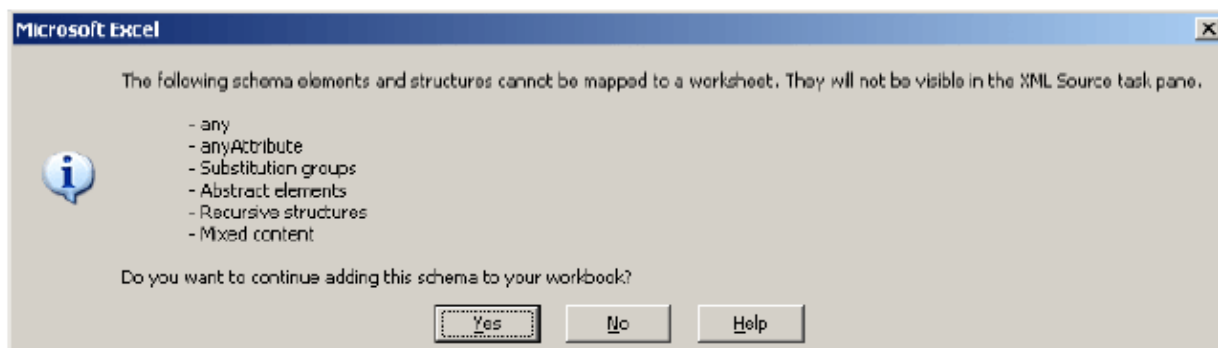 Microsoft Excel
The following schema elements and structures cannot be mapped to a worksheet. They will not be visible in the XML Source task pane.
- any
- anyAttribute
- Substitution groups
- Abstract elements
- Recursive structures
- Mixed content
Do you want to continue adding this schema to your workbook?
Yes No Help